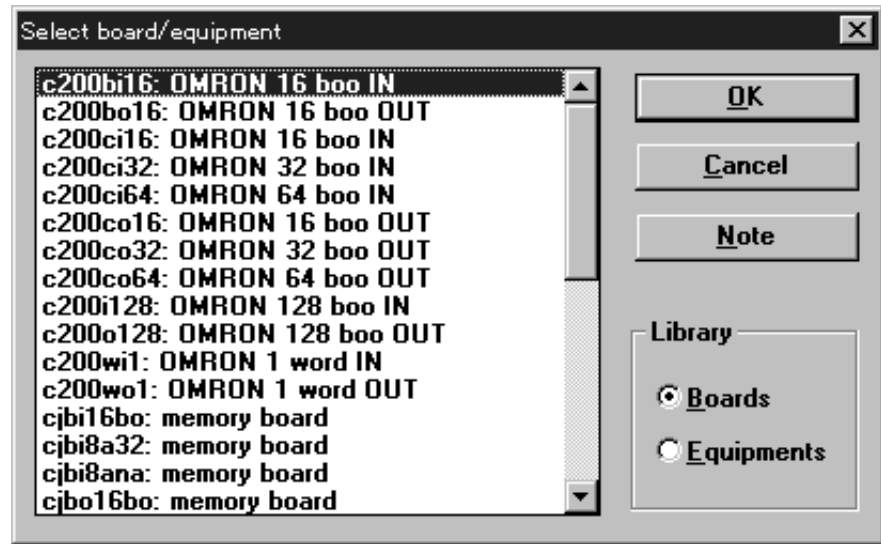 Select board/equipment
c200bi16: OMRON 16 boo IN
c200bo16: OMRON 16 boo OUT
c200ci16: OMRON 16 boo IN
c200ci32: OMRON 32 boo IN
c200ci64: OMRON 64 boo IN
c200co16: OMRON 16 boo OUT
c200co32: OMRON 32 boo OUT
c200co64: OMRON 64 boo OUT
c200i128: OMRON 128 boo IN
c200o128: OMRON 128 boo OUT
c200wi1: OMRON 1 word IN
c200wo1: OMRON 1 word OUT
cjbi16bo: memory board
cjbi8a32: memory board
cjbi8ana: memory board
cjbo16bo: memory board
OK
Cancel
Note
Library
Boards
Equipments